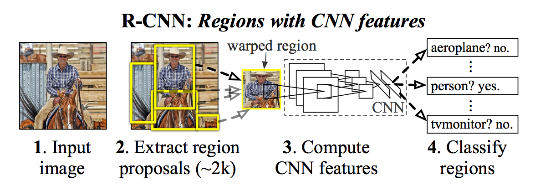 R-CNN: Regions with CNN features
warped region
aeroplane? no.
⋮
person? yes.
⋮
tvmonitor? no.
CNN
1. Input
image
2. Extract region
proposals (~2k)
3. Compute
CNN features
4. Classify
regions